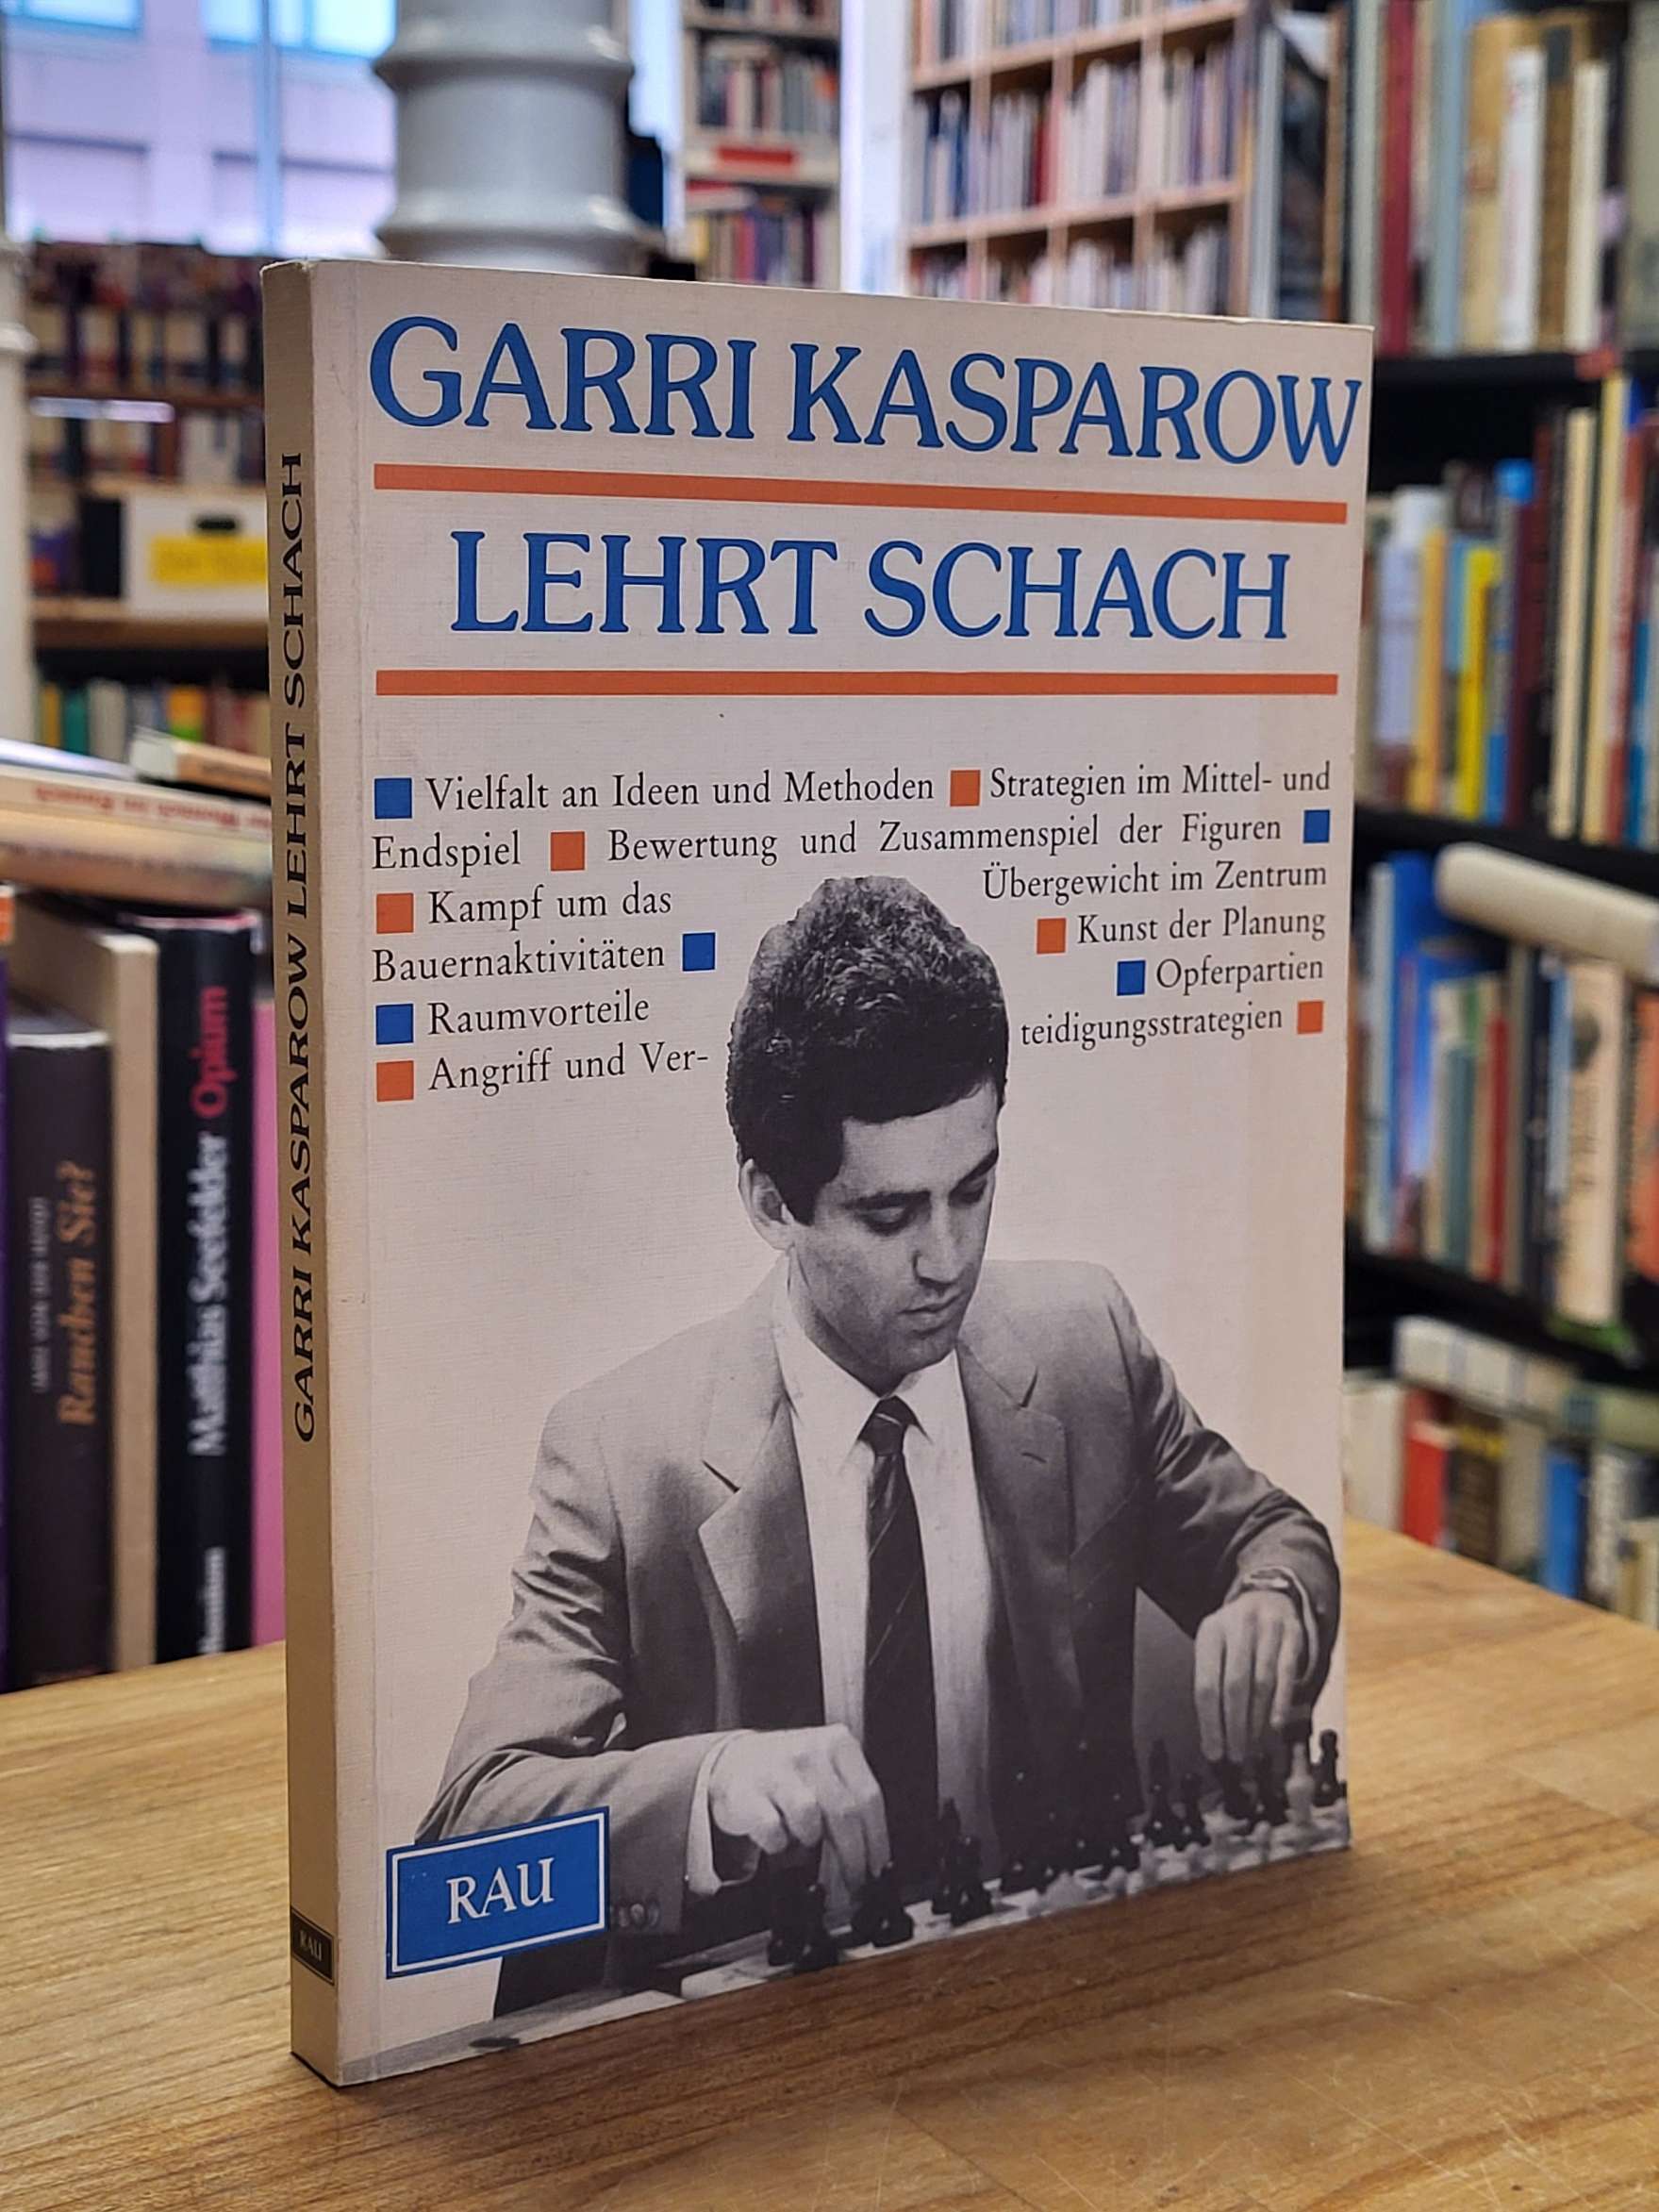 GARRI KASPAROW
LEHRT SCHACH
Vielfalt an Ideen und Methoden Strategien im Mittel- und
Endspiel Bewertung und Zusammenspiel der Figuren
Kampf um das Übergewicht im Zentrum
Bauernaktivitäten Kunst der Planung
Raumvorteile Opferpartien
Angriff und Ver- teidigungsstrategien
RAU
GARRI KASPAROW LEHRT SCHACH
RAU
Rauchen Sie?
Matthias Seefelder Opium